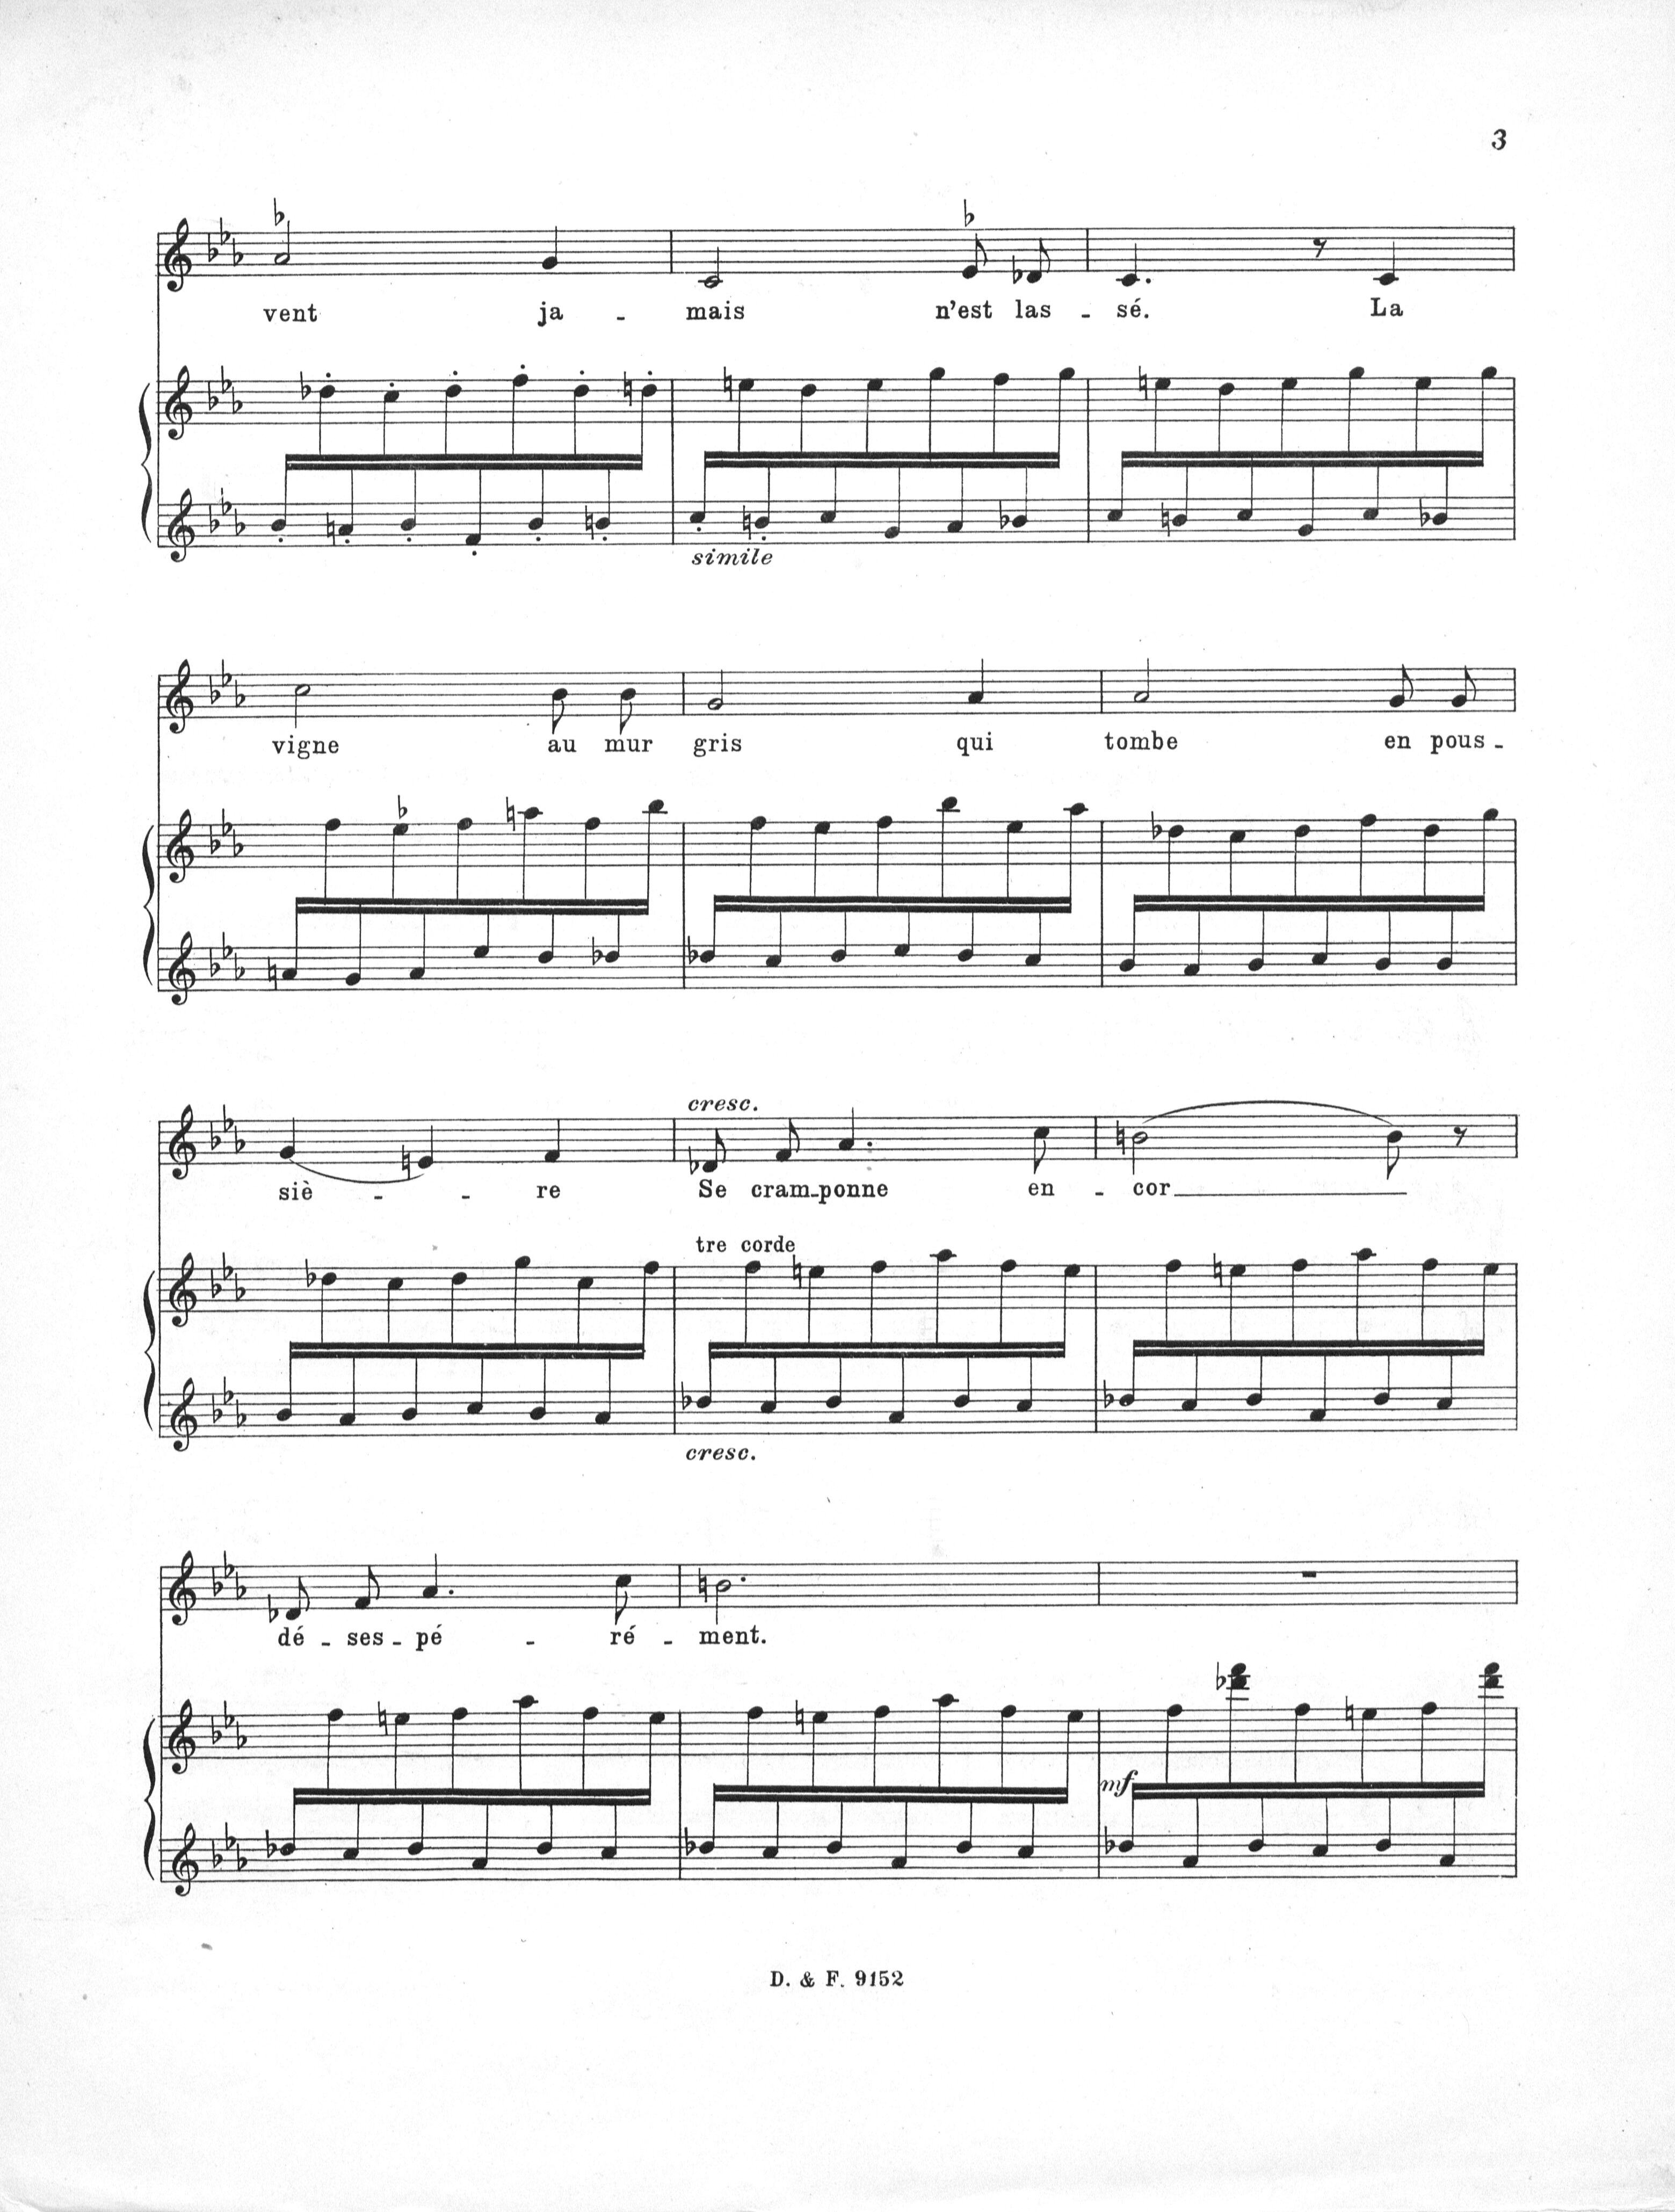 3
vent ja - mais n'est las - sé. La
simile
vigne au mur gris qui tombe en pous -
cresc.
siè - - re Se cram-ponne en - cor
tre corde
cresc.
dé - ses - pé - ré - ment.
mf
D. & F. 9152